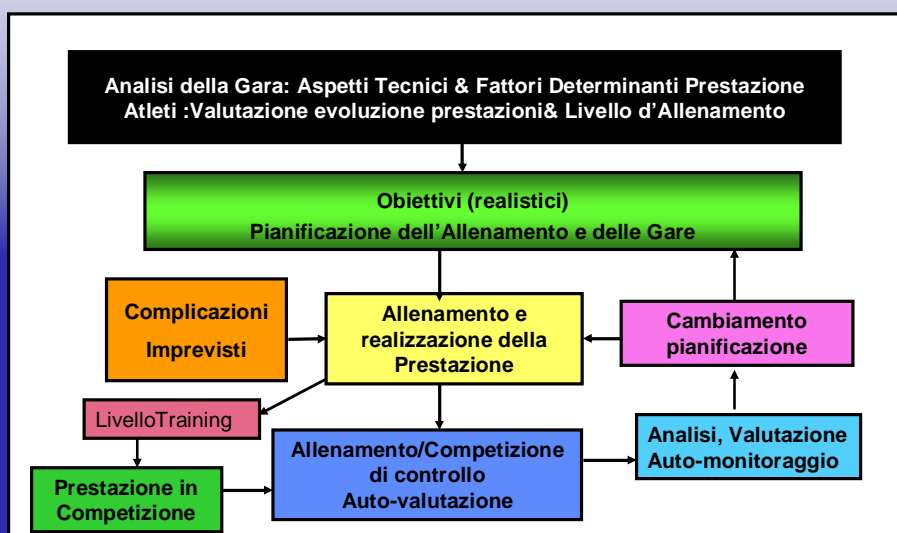 Analisi della Gara: Aspetti Tecnici & Fattori Determinanti Prestazione
Atleti :Valutazione evoluzione prestazioni& Livello d'Allenamento
Obiettivi (realistici)
Pianificazione dell'Allenamento e delle Gare
Complicazioni
Imprevisti
Allenamento e
realizzazione della
Prestazione
Cambiamento
pianificazione
LivelloTraining
Allenamento/Competizione
di controllo
Auto-valutazione
Analisi, Valutazione
Auto-monitoraggio
Prestazione in
Competizione